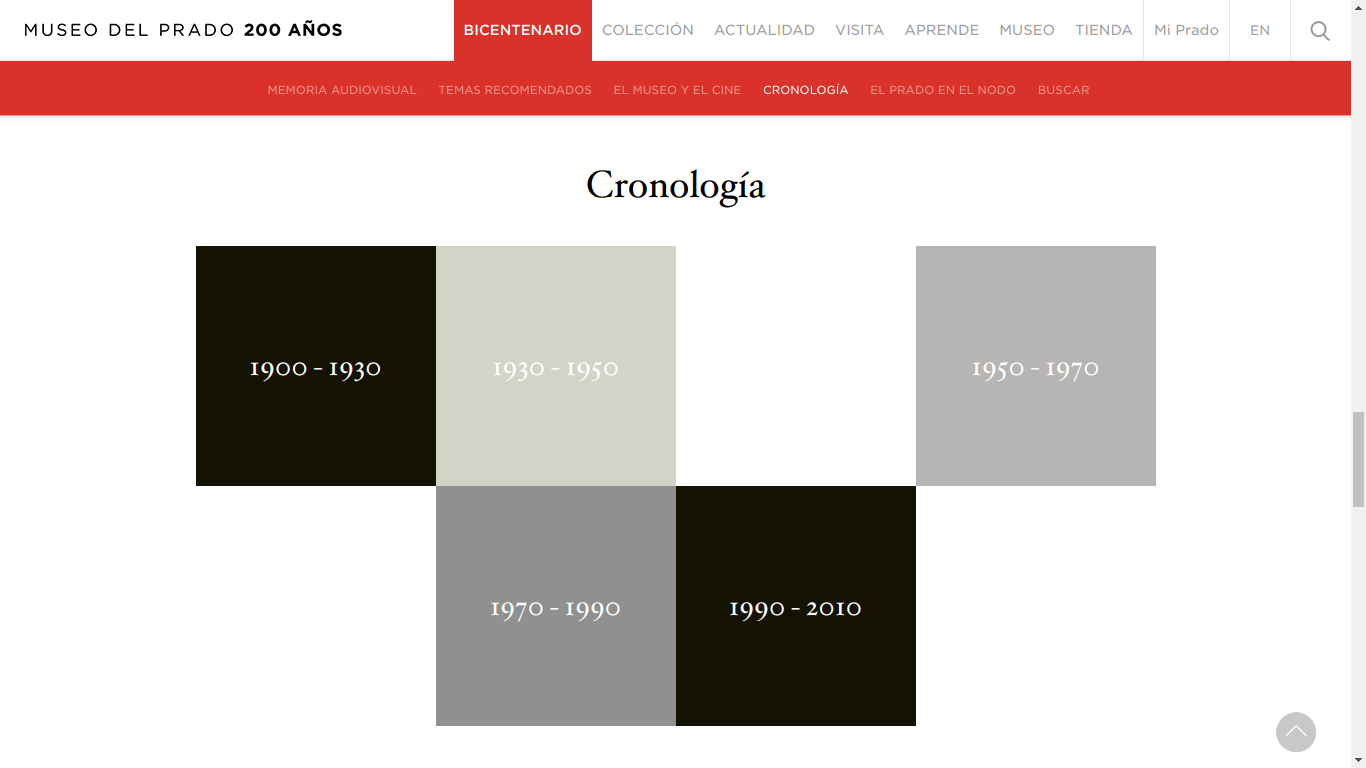 MUSEO DEL PRADO 200 AÑOS
BICENTENARIO COLECCIÓN ACTUALIDAD VISITA APRENDE MUSEO TIENDA Mi Prado EN
MEMORIA AUDIOVISUAL TEMAS RECOMENDADOS EL MUSEO Y EL CINE CRONOLOGÍA EL PRADO EN EL NODO BUSCAR
Cronología
1900 - 1930
1930 - 1950
1950 - 1970
1970 - 1990
1990 - 2010